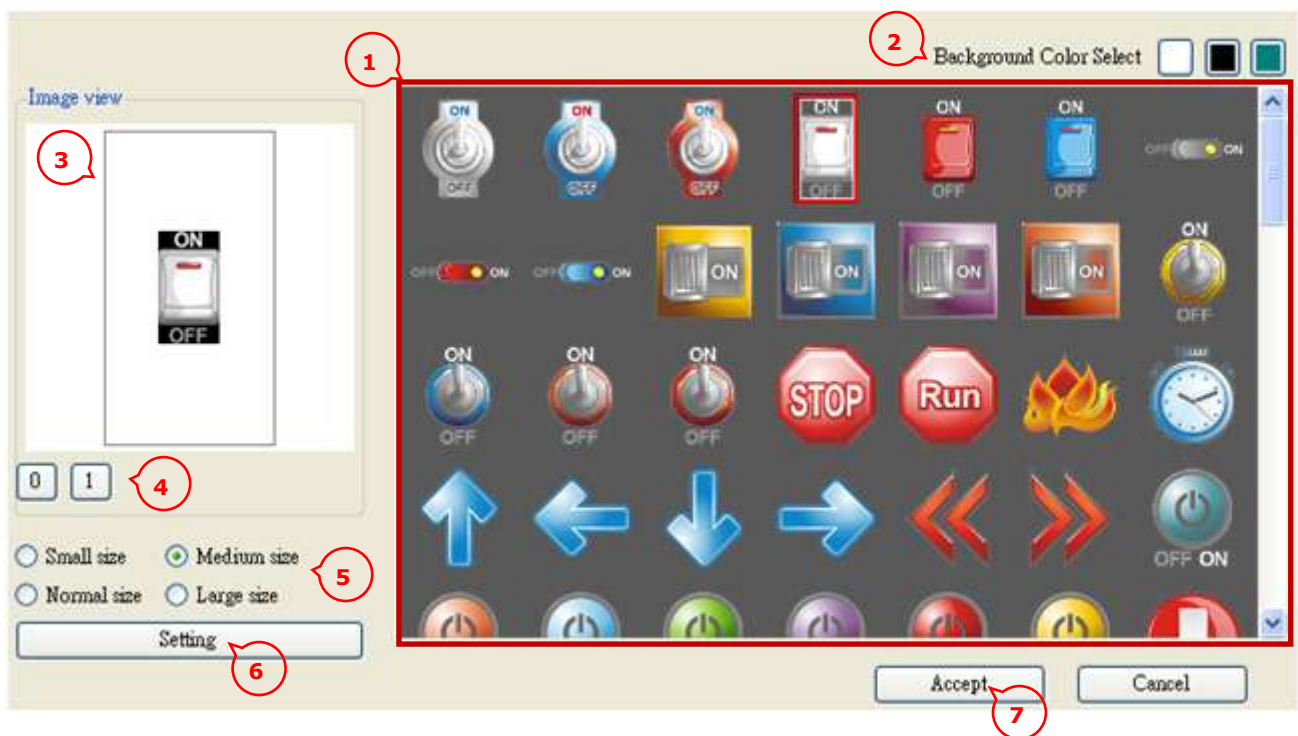 2
Background Color Select
1
Image view
3
ON
OFF
0
1
4
Small size
Medium size
Normal size
Large size
5
Setting
6
ON
OFF
ON
OFF
ON
OFF
ON
OFF
ON
OFF
ON
OFF
OFF ON
OFF ON
OFF ON
ON
ON
ON
ON
ON
OFF
ON
OFF
ON
OFF
ON
OFF
STOP
Run
OFF ON
Accept
Cancel
7